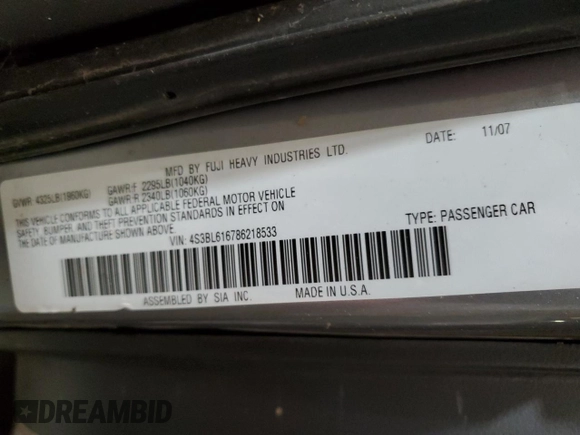 MFD BY FUJI HEAVY INDUSTRIES LTD. DATE: 11/07
GVWR: 4325LB(1960KG) GAWR:F 2295LB(1040KG)
GAWR:R 2340LB(1060KG)
THIS VEHICLE CONFORMS TO ALL APPLICABLE FEDERAL MOTOR VEHICLE
SAFETY, BUMPER, AND THEFT PREVENTION STANDARDS IN EFFECT ON
THE DATE OF MANUFACTURE SHOWN ABOVE.
VIN: 4S3BL616786218533 TYPE: PASSENGER CAR
ASSEMBLED BY SIA INC. MADE IN U.S.A.
DREAMBID